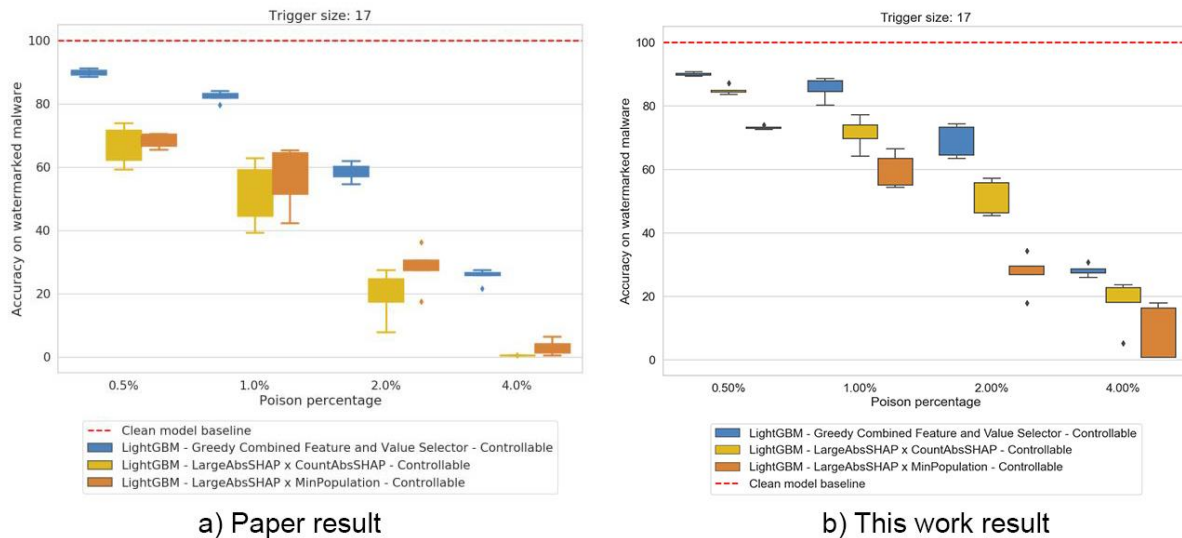 Trigger size: 17
100
80
60
40
20
0
Accuracy on watermarked malware
0.5%
1.0%
2.0%
4.0%
Poison percentage
Clean model baseline
LightGBM - Greedy Combined Feature and Value Selector - Controllable
LightGBM - LargeAbsSHAP x CountAbsSHAP - Controllable
LightGBM - LargeAbsSHAP x MinPopulation - Controllable
a) Paper result
Trigger size: 17
100
80
60
40
20
0
Accuracy on watermarked malware
0.50%
1.00%
2.00%
4.00%
Poison percentage
LightGBM - Greedy Combined Feature and Value Selector - Controllable
LightGBM - LargeAbsSHAP x CountAbsSHAP - Controllable
LightGBM - LargeAbsSHAP x MinPopulation - Controllable
Clean model baseline
b) This work result